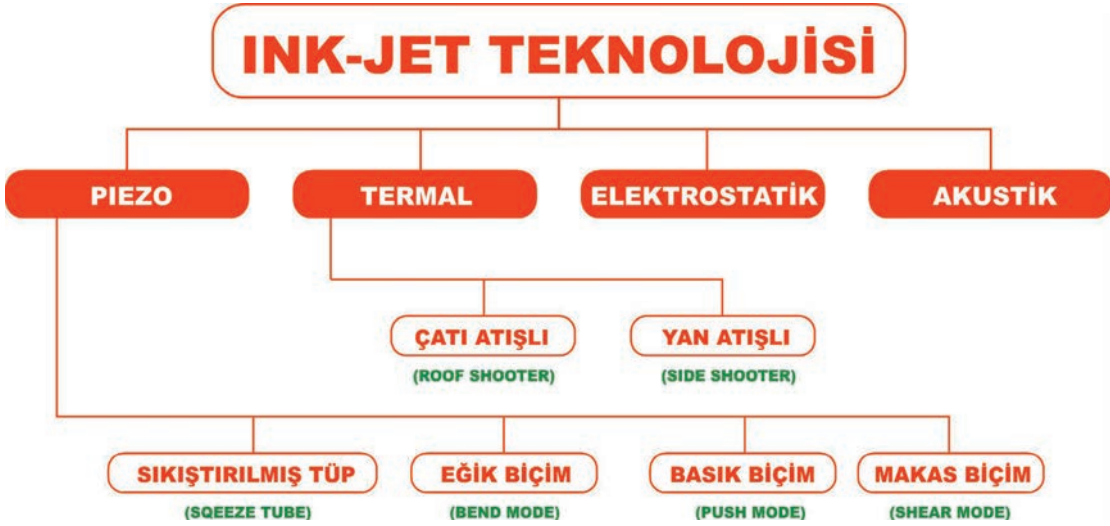 INK-JET TEKNOLOJİSİ
PIEZO
TERMAL
ELEKTROSTATİK
AKUSTİK
ÇATI ATIŞLI
YAN ATIŞLI
(ROOF SHOOTER)
(SIDE SHOOTER)
SIKIŞTIRILMIŞ TÜP
EĞİK BİÇİM
BASIK BİÇİM
MAKAS BİÇİM
(SQEEZE TUBE)
(BEND MODE)
(PUSH MODE)
(SHEAR MODE)